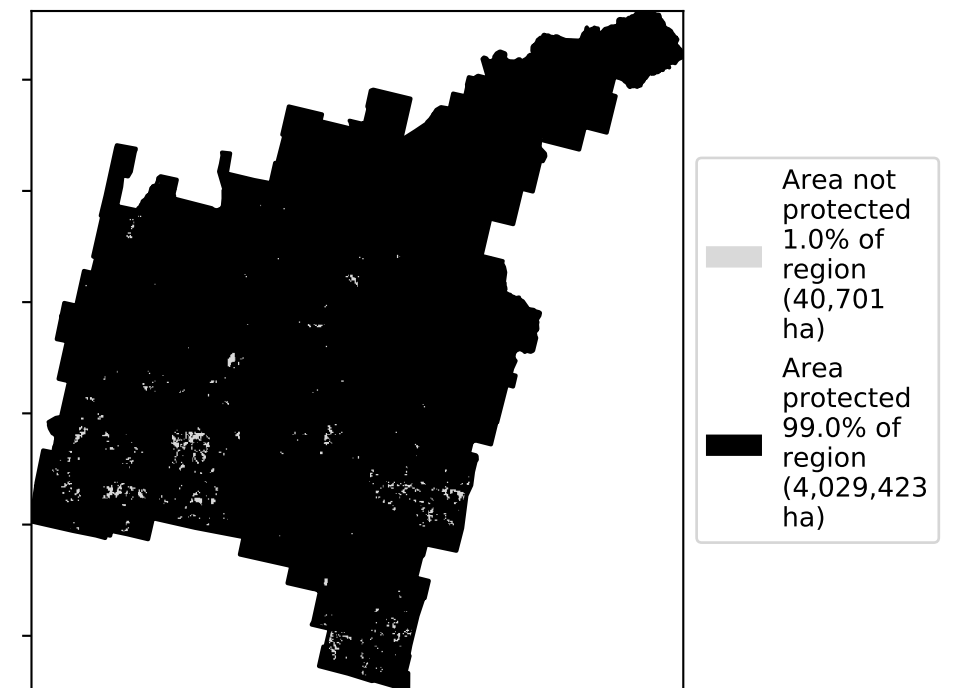 Area not
protected
1.0% of
region
(40,701
ha)
Area
protected
99.0% of
region
(4,029,423
ha)